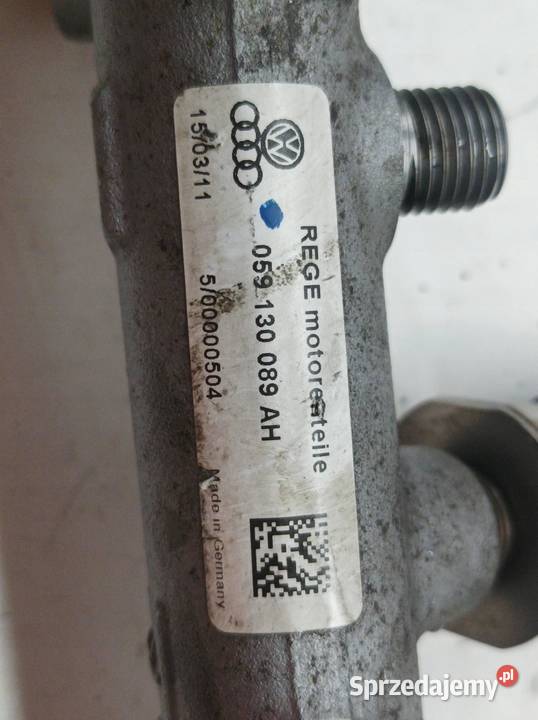 REGE motorenteile
059 130 089 AH
15/03/11
5/00000504
Made in Germany
Sprzedajemy.pl